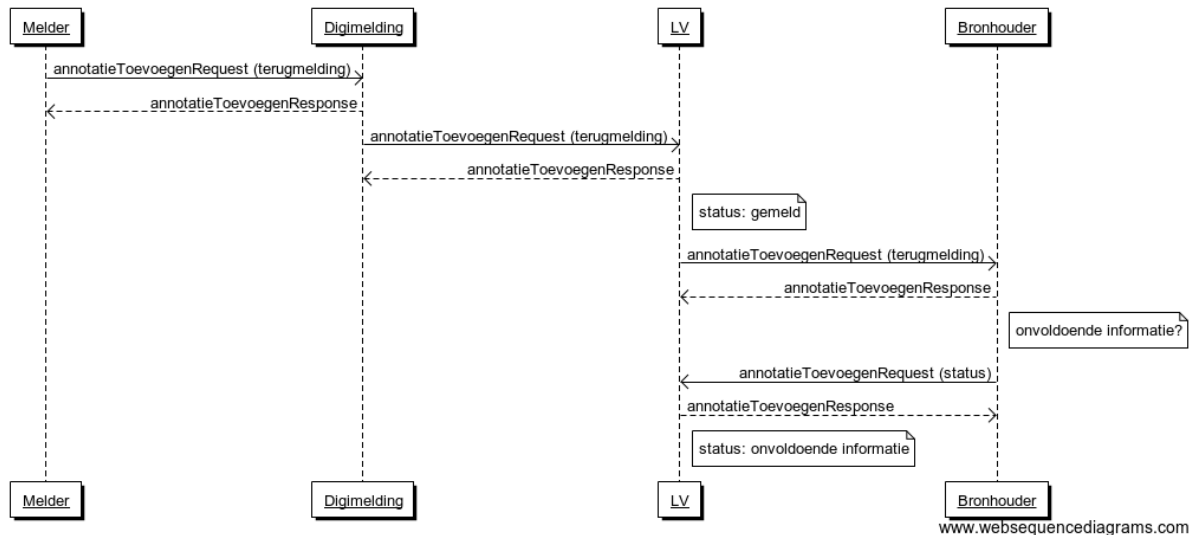 Melder
Digimelding
LV
Bronhouder
annotatieToevoegenRequest (terugmelding)
annotatieToevoegenResponse
annotatieToevoegenRequest (terugmelding)
annotatieToevoegenResponse
status: gemeld
annotatieToevoegenRequest (terugmelding)
annotatieToevoegenResponse
onvoldoende informatie?
annotatieToevoegenRequest (status)
annotatieToevoegenResponse
status: onvoldoende informatie
Melder
Digimelding
LV
Bronhouder
www.websequencediagrams.com